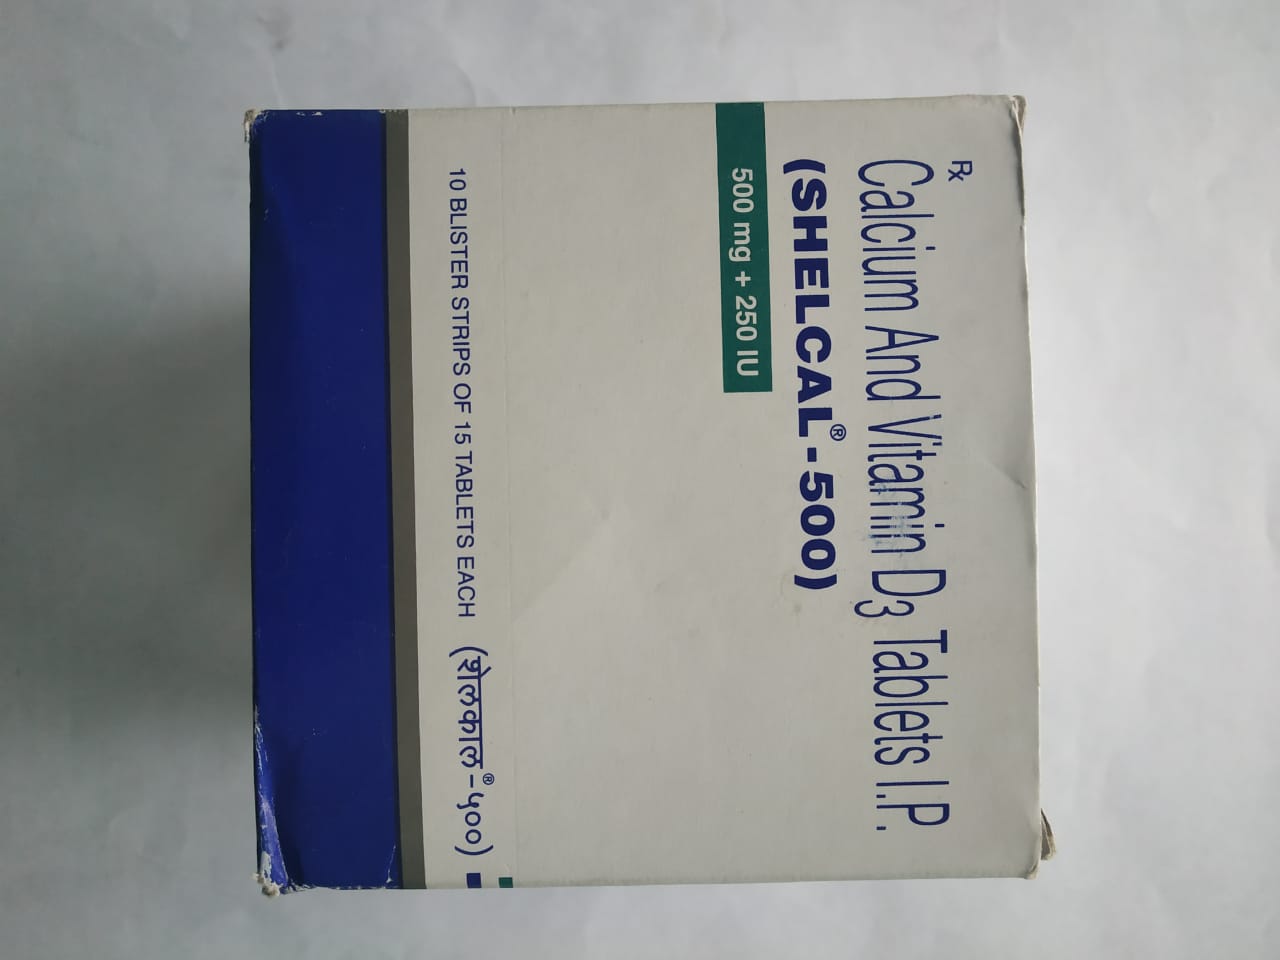 Rx
Calcium And Vitamin D3 Tablets I.P.
(SHELCAL®-500)
500 mg + 250 IU
10 BLISTER STRIPS OF 15 TABLETS EACH (शेलकाल®-५००)